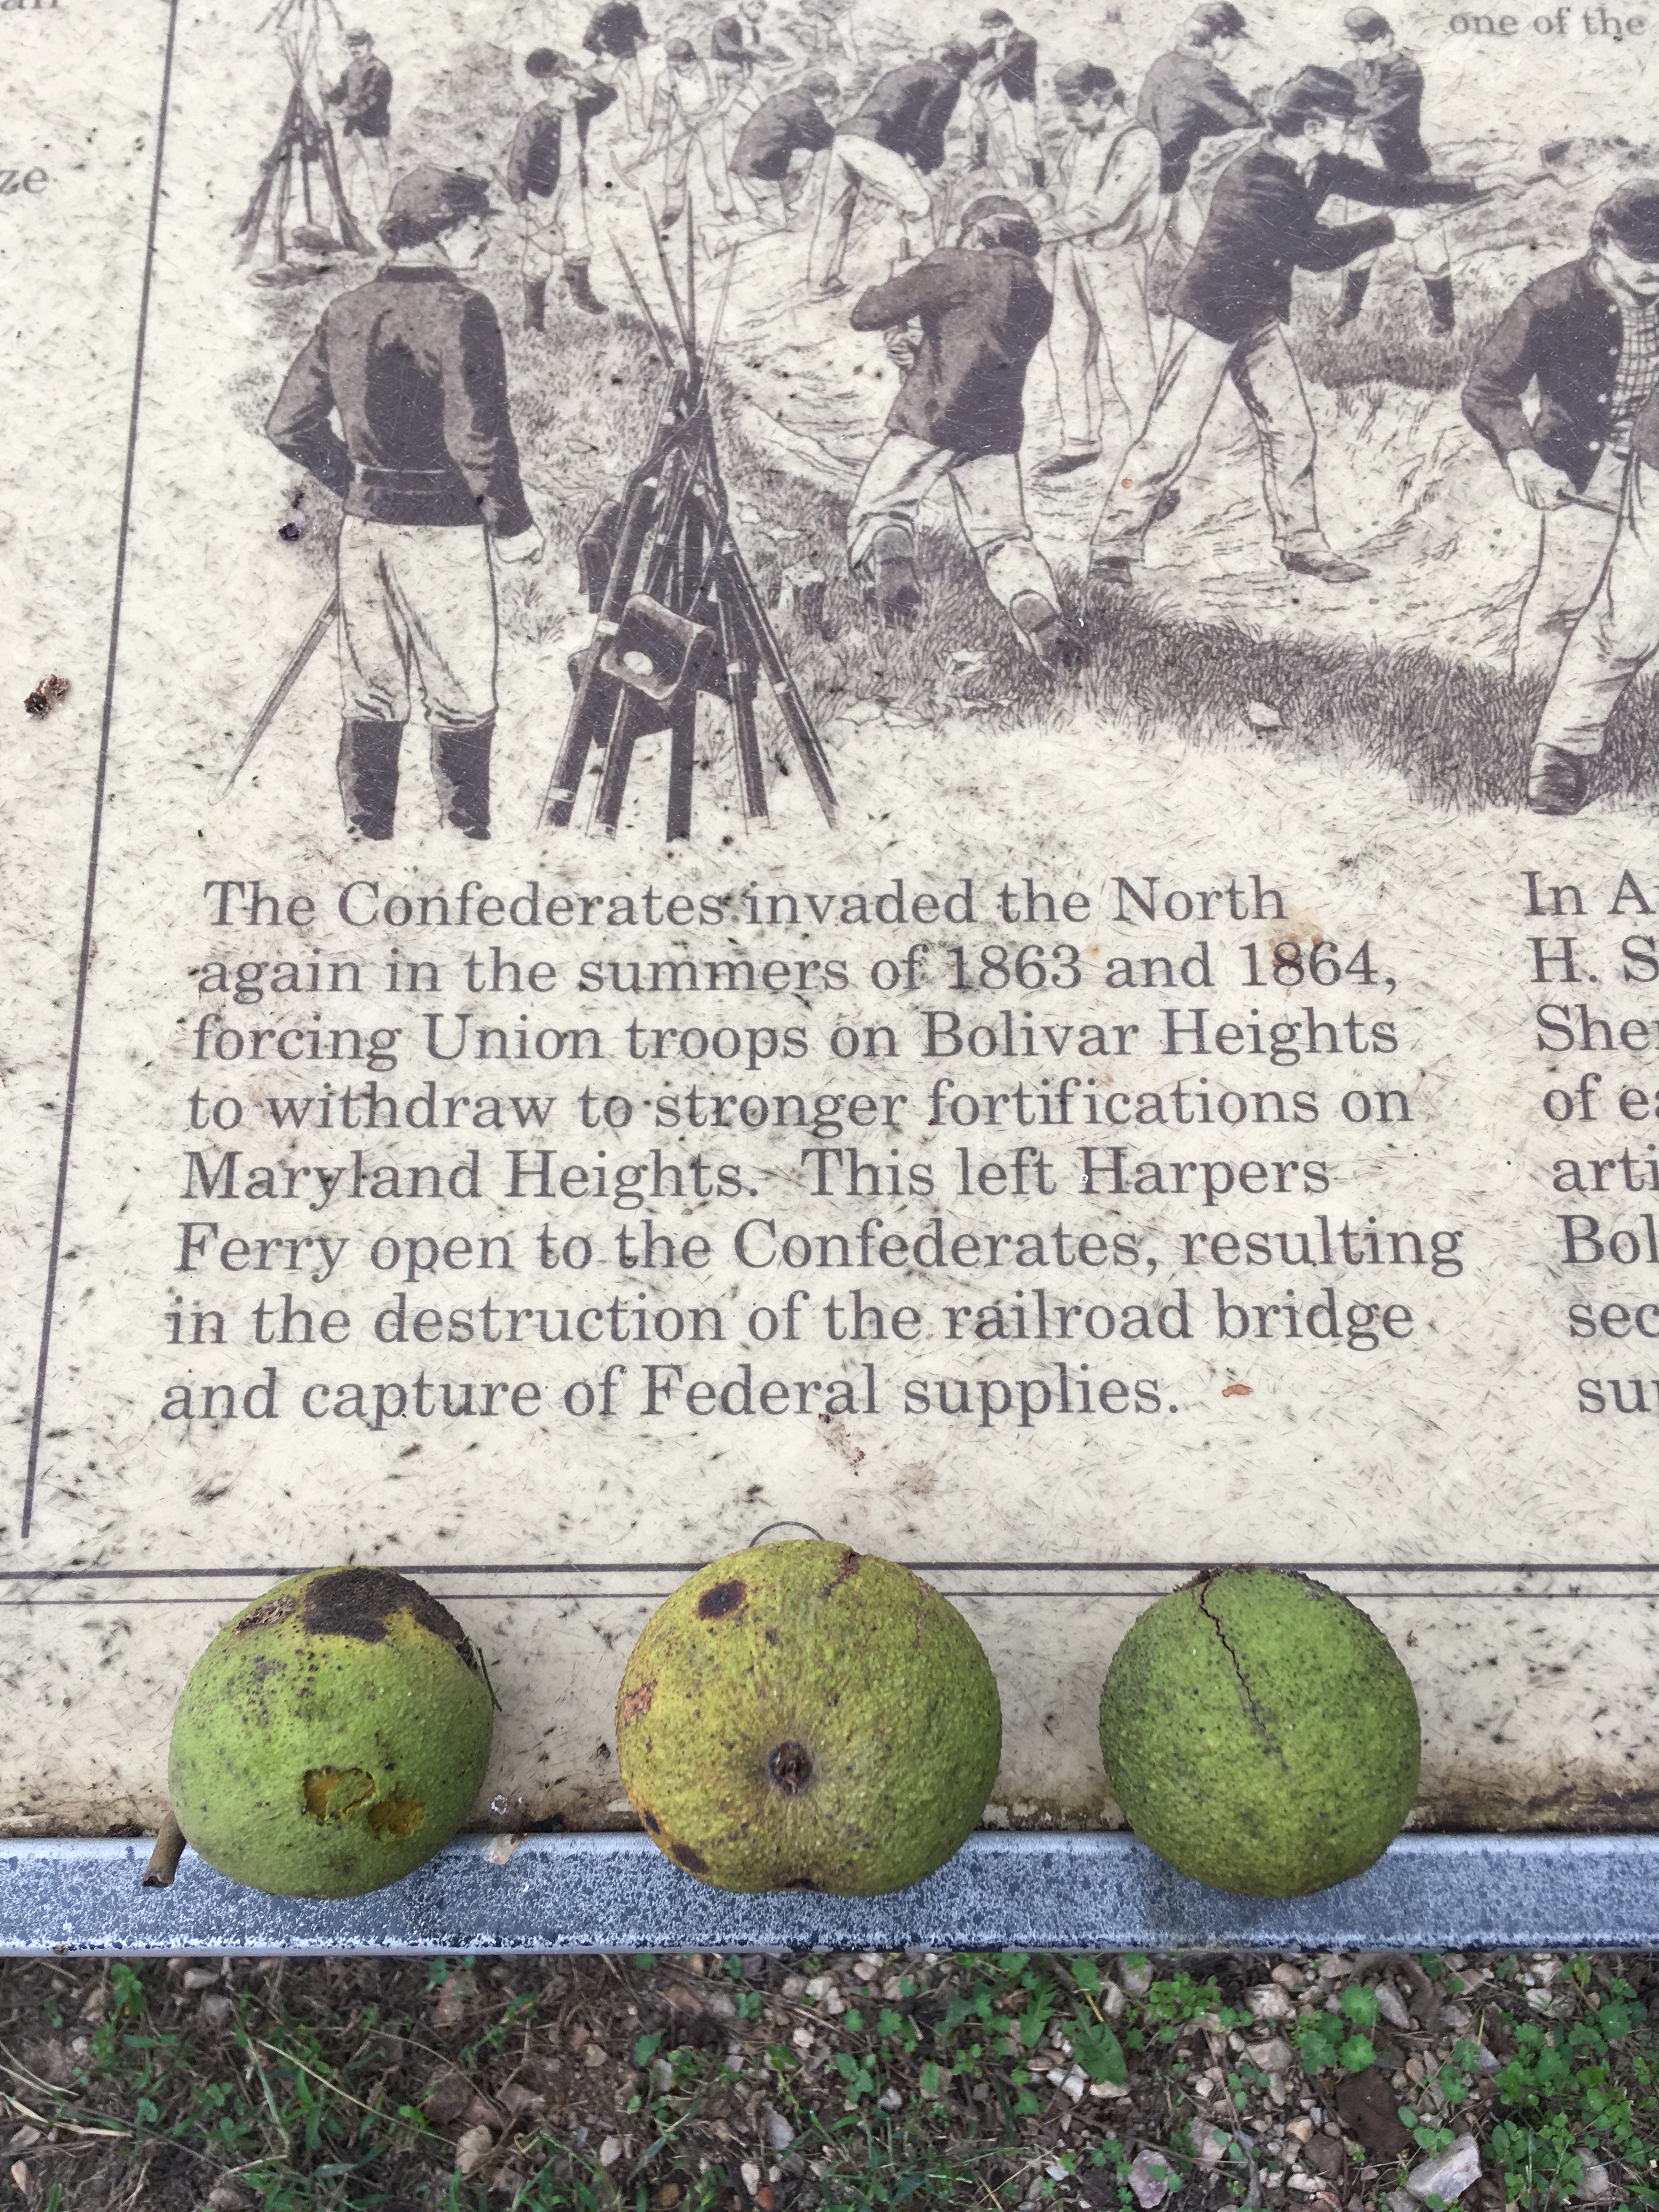 one of the
The Confederates invaded the North
again in the summers of 1863 and 1864,
forcing Union troops on Bolivar Heights
to withdraw to stronger fortifications on
Maryland Heights. This left Harpers
Ferry open to the Confederates, resulting
in the destruction of the railroad bridge
and capture of Federal supplies.
In A
H. S
She
of ea
arti
Bol
sec
su